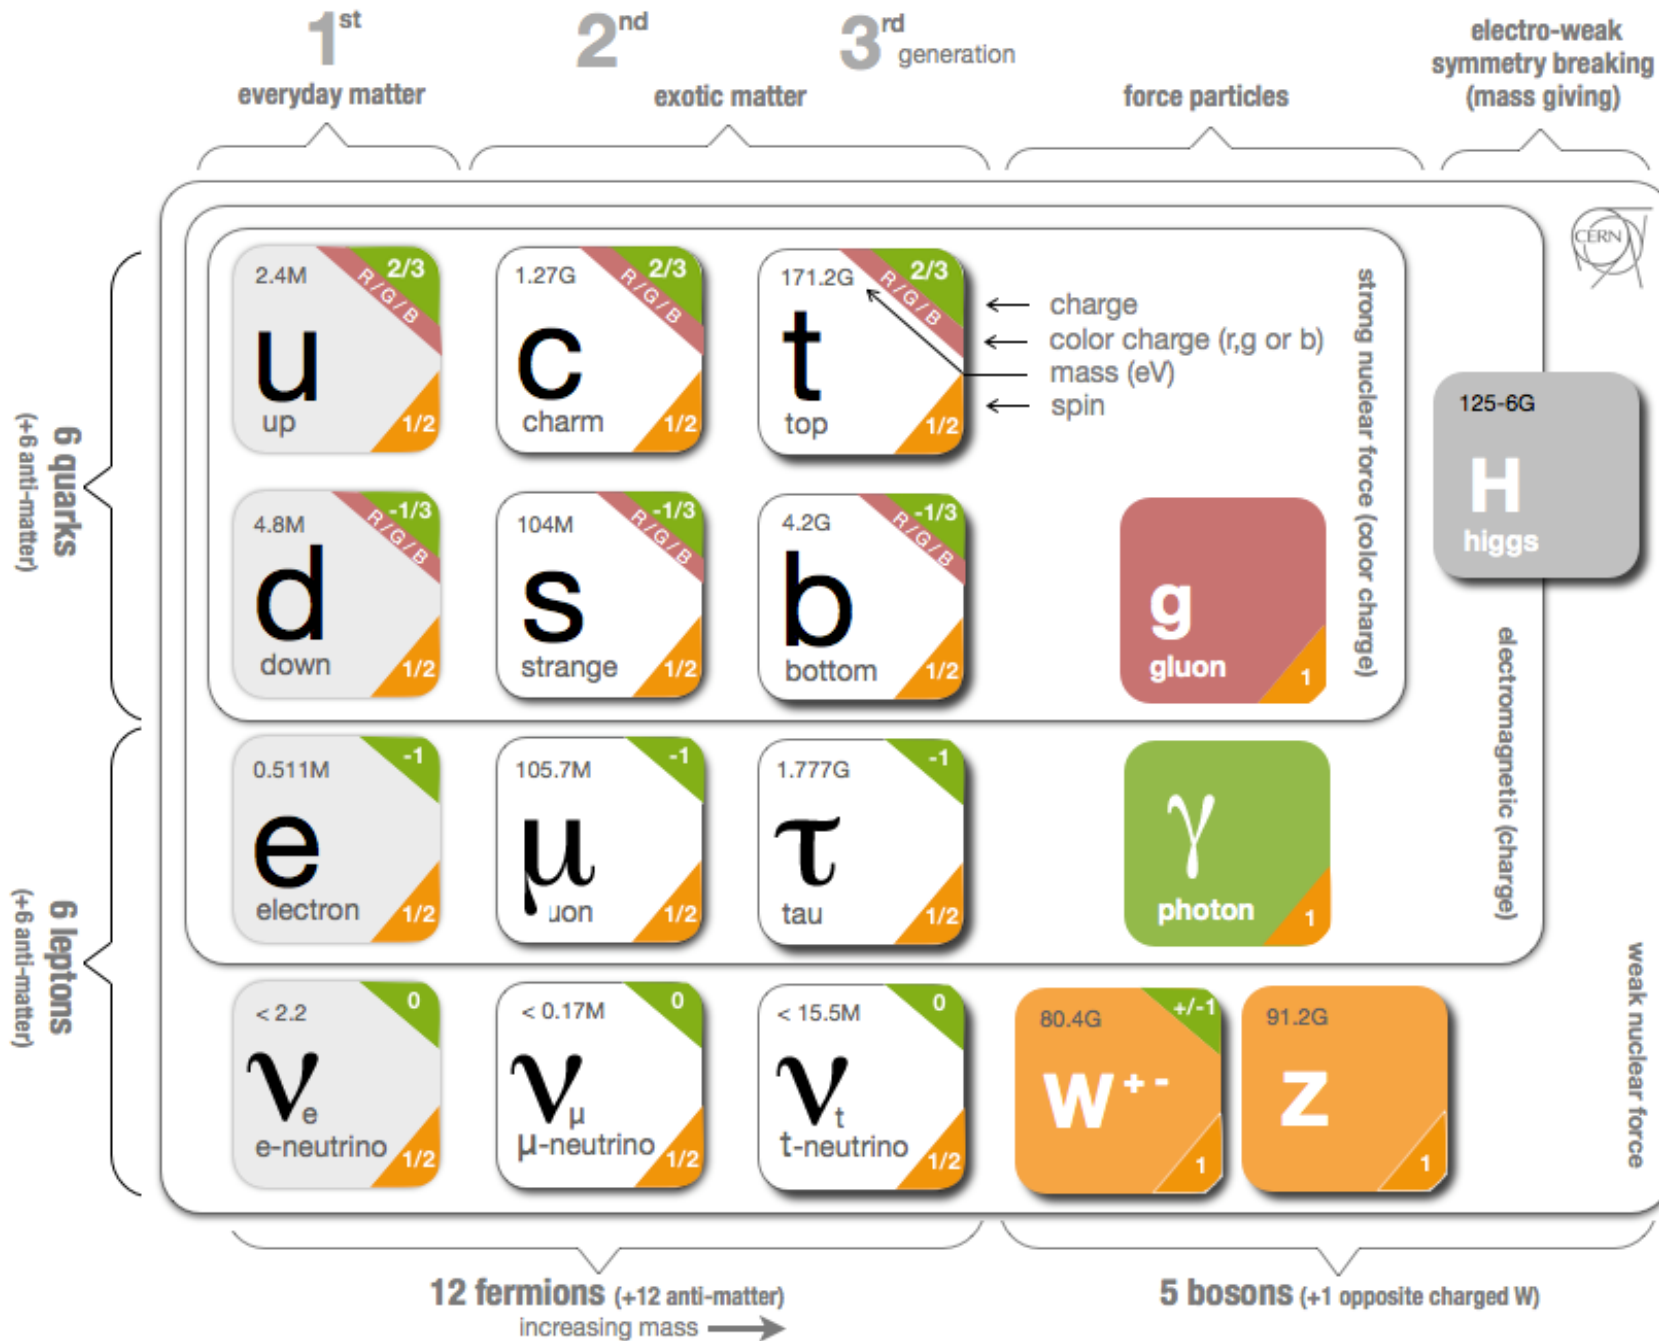 1st
2nd
3rd
generation
everyday matter
exotic matter
force particles
electro-weak
symmetry breaking
(mass giving)
CERN
6 quarks
(+6 anti-matter)
6 leptons
(+6 anti-matter)
2.4M
2/3
R/G/B
u
up
1/2
1.27G
2/3
R/G/B
c
charm
1/2
171.2G
2/3
R/G/B
t
top
1/2
charge
color charge (r,g or b)
mass (eV)
spin
strong nuclear force (color charge)
125-6G
H
higgs
4.8M
-1/3
R/G/B
d
down
1/2
104M
-1/3
R/G/B
s
strange
1/2
4.2G
-1/3
R/G/B
b
bottom
1/2
g
gluon
1
electromagnetic (charge)
0.511M
-1
e
electron
1/2
105.7M
-1
μ
uon
1/2
1.777G
-1
τ
tau
1/2
γ
photon
1
weak nuclear force
< 2.2
0
νe
e-neutrino
1/2
< 0.17M
0
νμ
μ-neutrino
1/2
< 15.5M
0
νt
t-neutrino
1/2
80.4G
+/-1
W+ -
1
91.2G
Z
1
12 fermions (+12 anti-matter)
increasing mass
5 bosons (+1 opposite charged W)